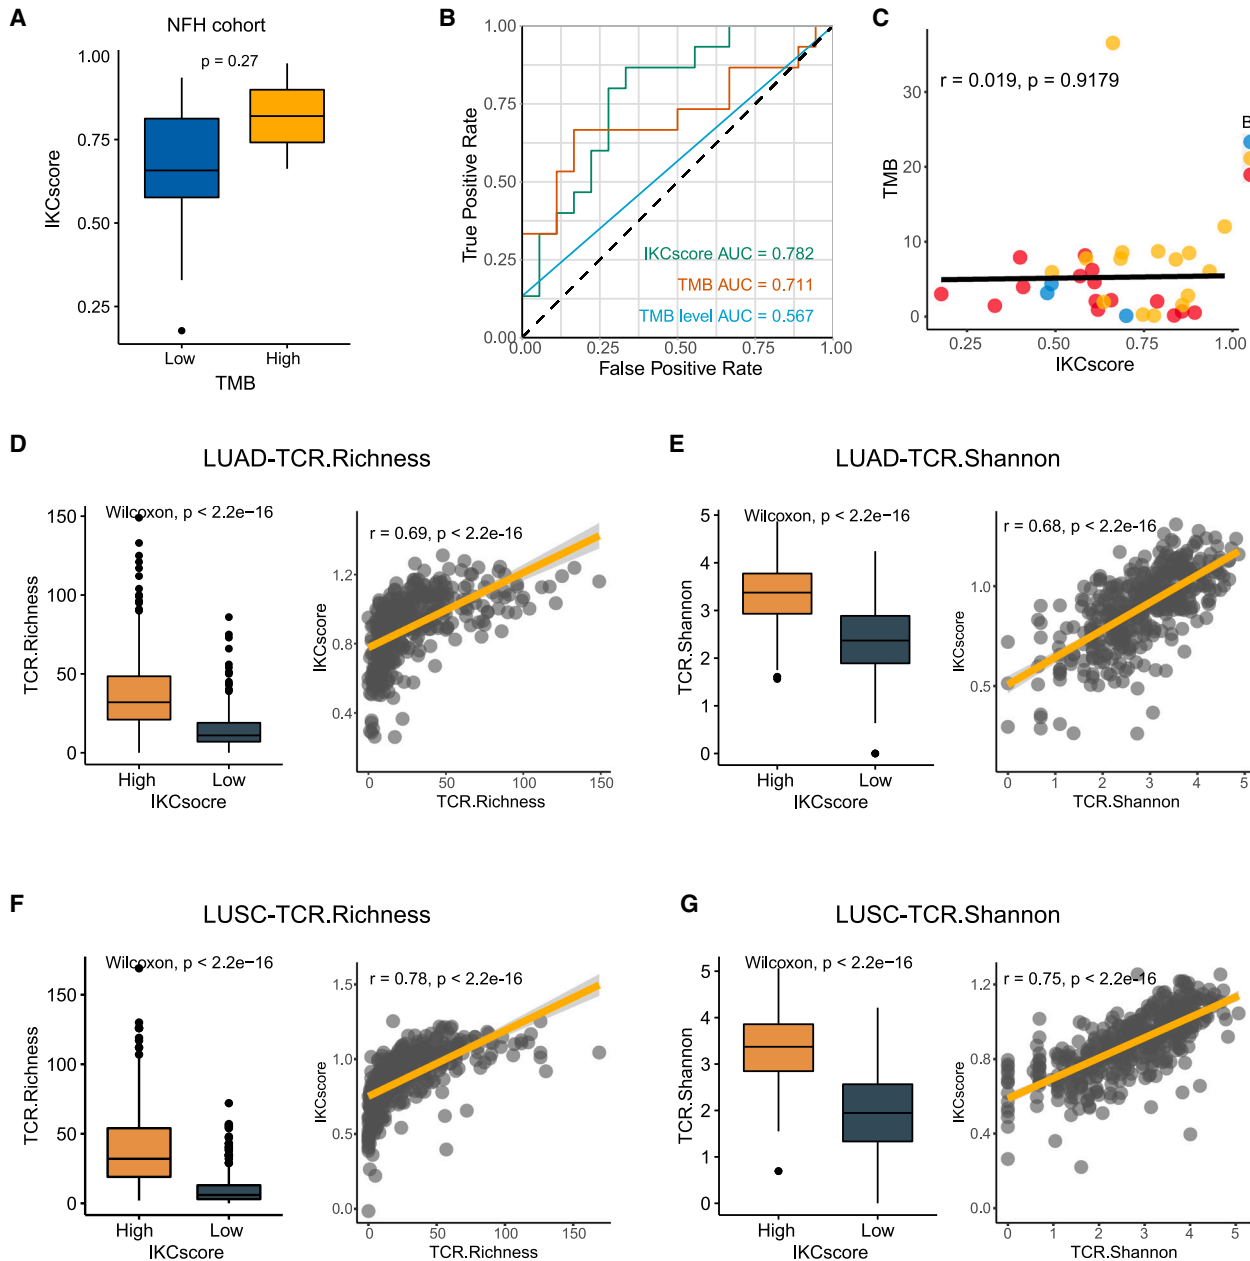 A
NFH cohort
p = 0.27
IKCscore
1.00
0.75
0.50
0.25
Low
High
TMB
B
True Positive Rate
1.00
0.75
0.50
0.25
0.00
IKCscore AUC = 0.782
TMB AUC = 0.711
TMB level AUC = 0.567
0.00
0.25
0.50
0.75
1.00
False Positive Rate
C
r = 0.019, p = 0.9179
TMB
30
20
10
0
0.25
0.50
0.75
1.00
IKCscore
B
D
LUAD-TCR.Richness
Wilcoxon, p < 2.2e−16
TCR.Richness
150
100
50
0
High
Low
IKCsocre
r = 0.69, p < 2.2e-16
IKCscore
1.2
1.0
0.8
0.4
0
50
100
150
TCR.Richness
E
LUAD-TCR.Shannon
Wilcoxon, p < 2.2e−16
TCR.Shannon
5
4
3
2
1
0
High
Low
IKCscore
r = 0.68, p < 2.2e-16
IKCscore
1.0
0.5
0
1
2
3
4
5
TCR.Shannon
F
LUSC-TCR.Richness
Wilcoxon, p < 2.2e−16
TCR.Richness
150
100
50
0
High
Low
IKCscore
r = 0.78, p < 2.2e-16
IKCscore
1.5
1.0
0.5
0.0
0
50
100
150
TCR.Richness
G
LUSC-TCR.Shannon
Wilcoxon, p < 2.2e−16
TCR.Shannon
5
4
3
2
1
0
High
Low
IKCscore
r = 0.75, p < 2.2e-16
IKCscore
1.2
0.8
0.4
0.0
0
1
2
3
4
5
TCR.Shannon